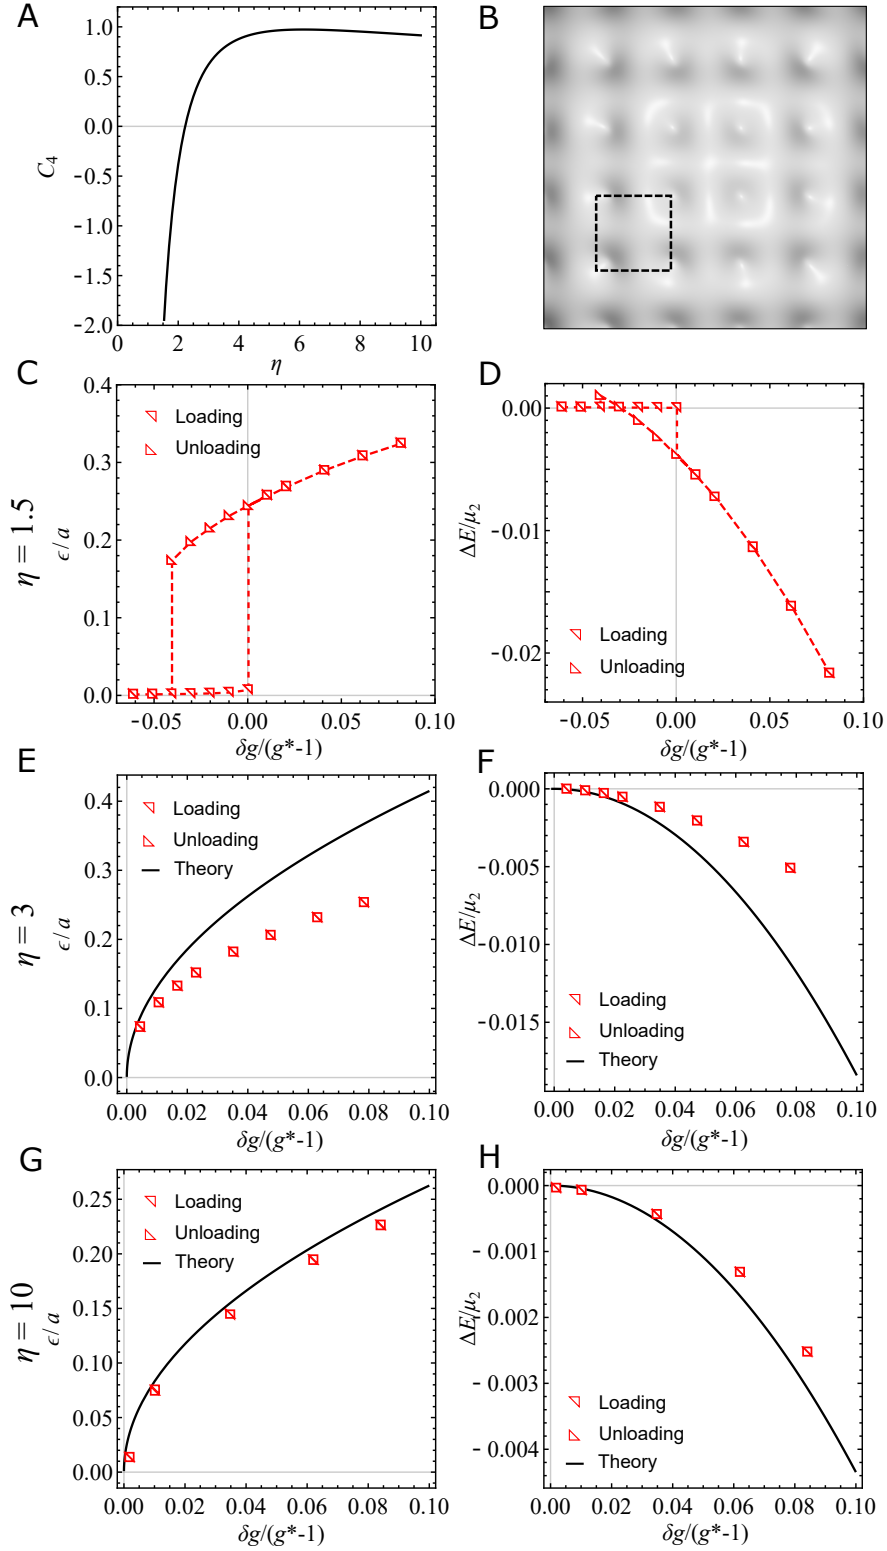 A
C4
1.0
0.5
0.0
−0.5
−1.0
−1.5
−2.0
0 2 4 6 8 10
η
B
C
η = 1.5
ϵ/a
0.4
0.3
0.2
0.1
0.0
Loading
Unloading
−0.05 0.00 0.05 0.10
δg/(g*-1)
D
ΔE/μ2
0.00
−0.01
−0.02
Loading
Unloading
−0.05 0.00 0.05 0.10
δg/(g*-1)
E
η = 3
ϵ/a
0.4
0.3
0.2
0.1
0.0
Loading
Unloading
Theory
0.00 0.02 0.04 0.06 0.08 0.10
δg/(g*-1)
F
ΔE/μ2
0.000
−0.005
−0.010
−0.015
Loading
Unloading
Theory
0.00 0.02 0.04 0.06 0.08 0.10
δg/(g*-1)
G
η = 10
ϵ/a
0.25
0.20
0.15
0.10
0.05
0.00
Loading
Unloading
Theory
0.00 0.02 0.04 0.06 0.08 0.10
δg/(g*-1)
H
ΔE/μ2
0.000
−0.001
−0.002
−0.003
−0.004
Loading
Unloading
Theory
0.00 0.02 0.04 0.06 0.08 0.10
δg/(g*-1)